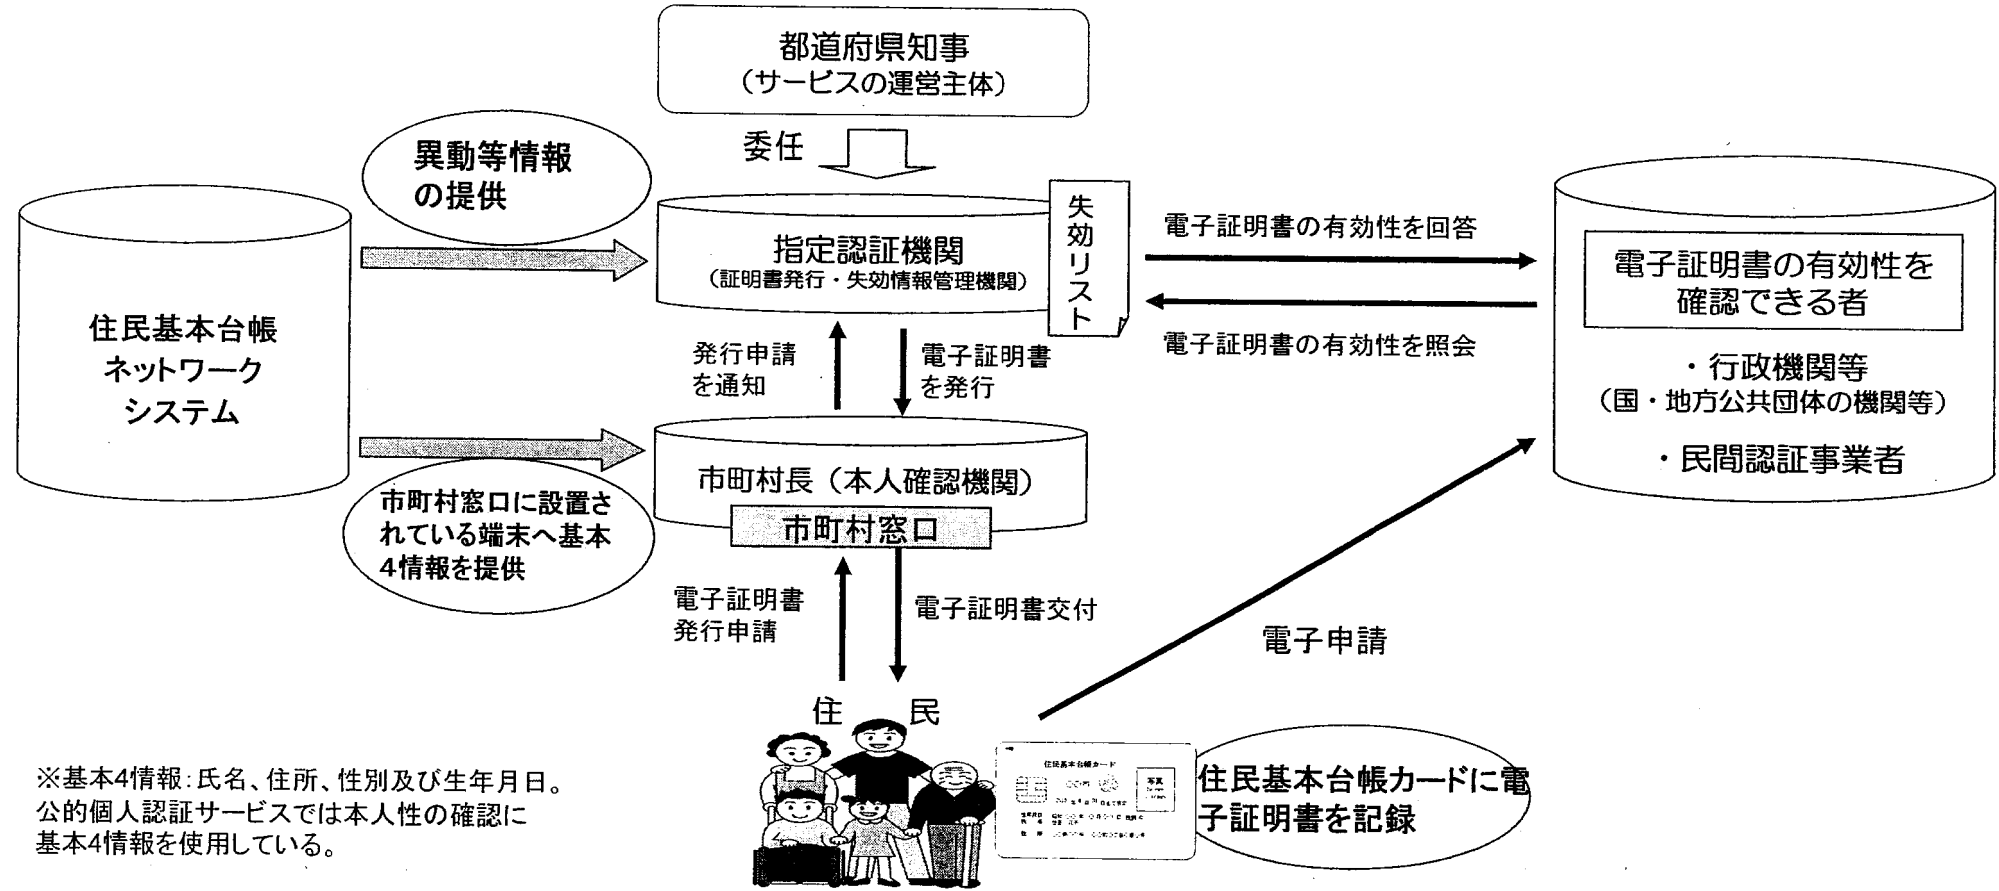 都道府県知事
（サービスの運営主体）
委任
異動等情報
の提供
住民基本台帳
ネットワーク
システム
指定認証機関
（証明書発行・失効情報管理機関）
失効リスト
電子証明書の有効性を回答
電子証明書の有効性を照会
電子証明書の有効性を
確認できる者
・行政機関等
（国・地方公共団体の機関等）
・民間認証事業者
発行申請
を通知
電子証明書
を発行
市町村長（本人確認機関）
市町村窓口
市町村窓口に設置さ
れている端末へ基本
4情報を提供
電子証明書
発行申請
電子証明書交付
電子申請
住 民
住民基本台帳カード
写真
住民基本台帳カードに電
子証明書を記録
※基本4情報：氏名、住所、性別及び生年月日。
公的個人認証サービスでは本人性の確認に
基本4情報を使用している。